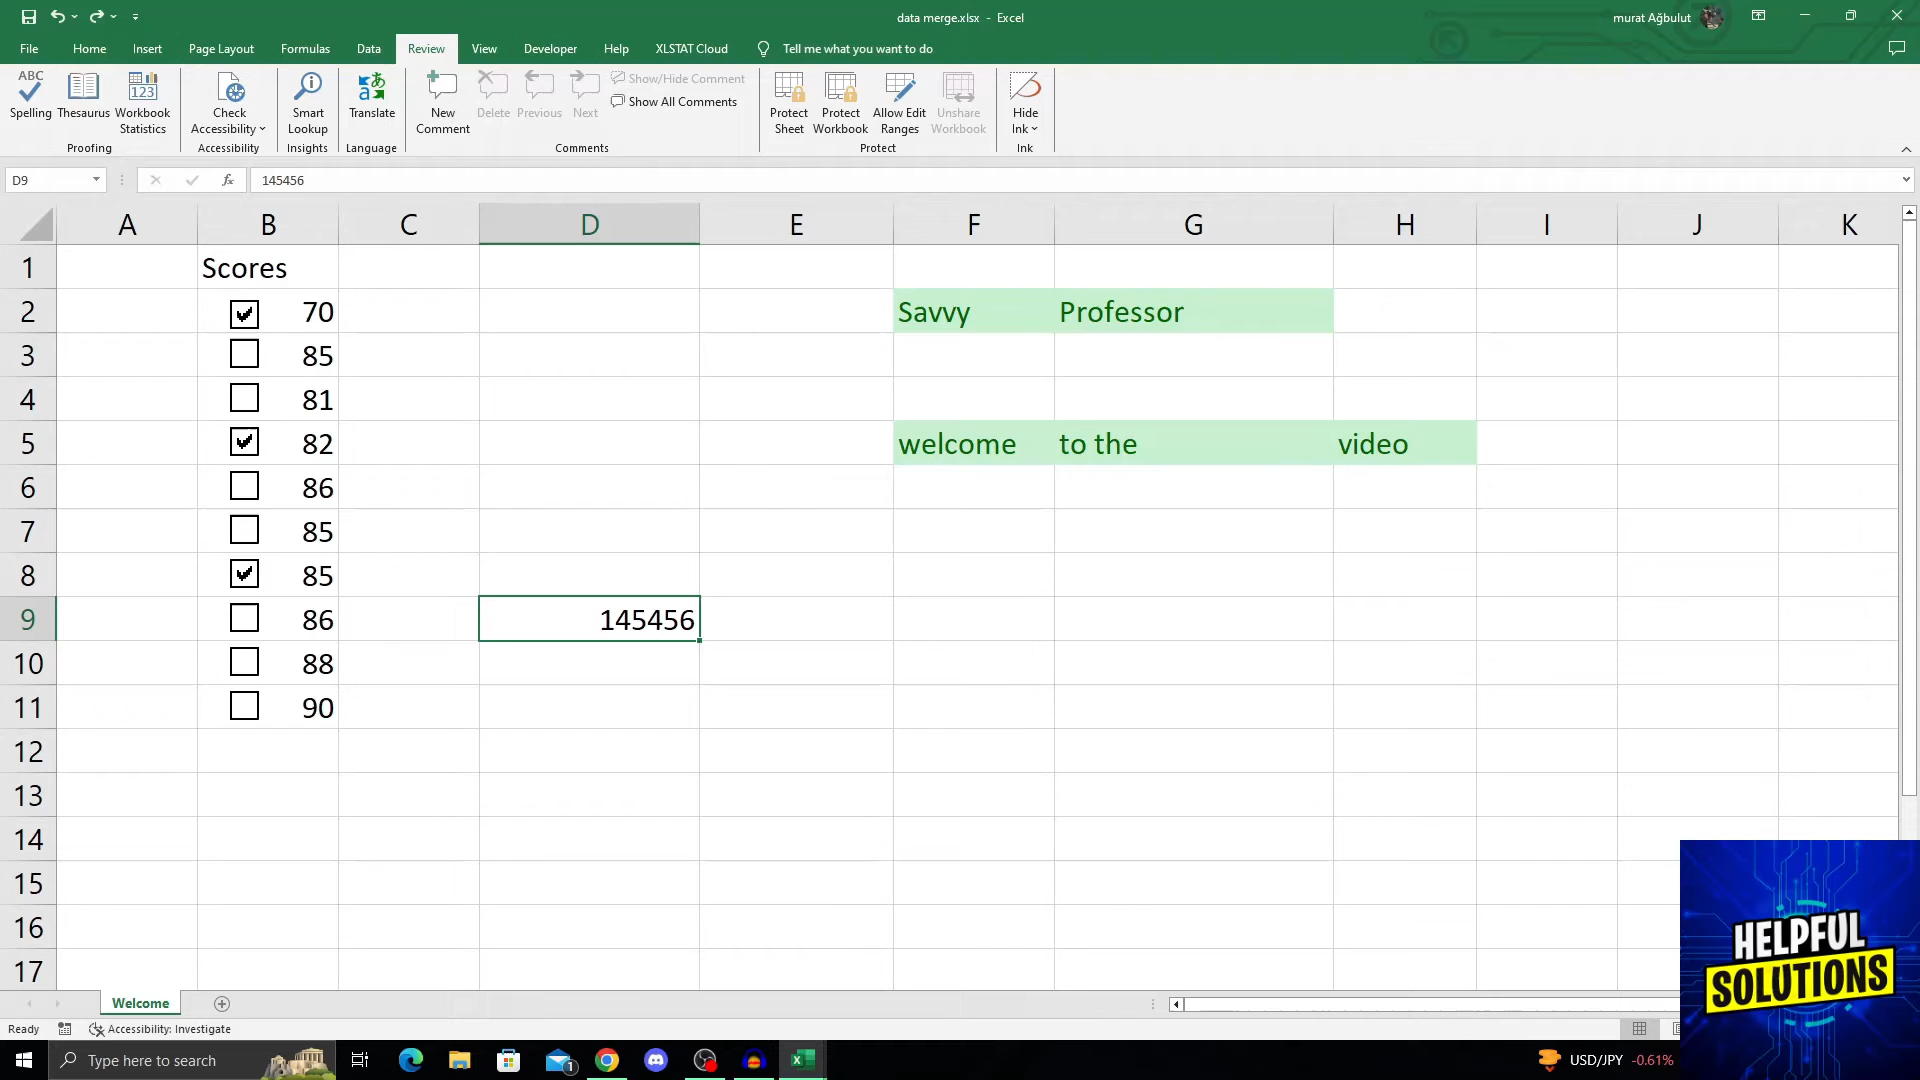 data merge.xlsx - Excel
murat Ağbulut
File Home Insert Page Layout Formulas Data Review View Developer Help XLSTAT Cloud Tell me what you want to do
ABC
Spelling
Thesaurus
123
Workbook
Statistics
Proofing
Check
Accessibility
Accessibility
Smart
Lookup
Insights
Translate
Language
New
Comment
Delete
Previous
Next
Show/Hide Comment
Show All Comments
Comments
Protect
Sheet
Protect
Workbook
Allow Edit
Ranges
Unshare
Workbook
Protect
Hide
Ink
Ink
D9 fx 145456
A B C D E F G H I J K
1 Scores
2 70 Savvy Professor
3 85
4 81
5 82 welcome to the video
6 86
7 85
8 85
9 86 145456
10 88
11 90
12
13
14
15
16
17
HELPFUL
SOLUTIONS
Welcome
Ready Accessibility: Investigate
Type here to search
1
USD/JPY -0.61%